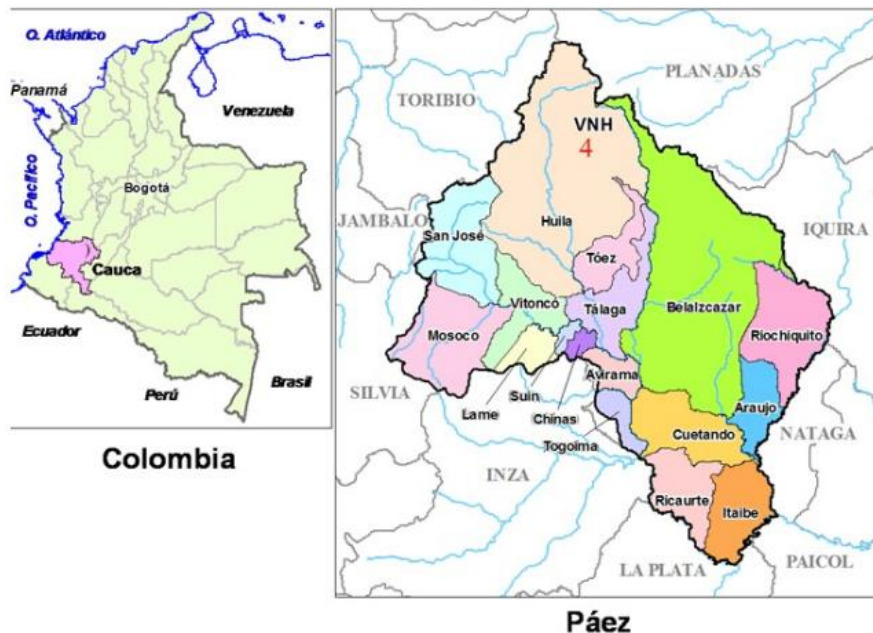 O. Atlántico
Panamá
Venezuela
O. Pacífico
Bogotá
Cauca
Ecuador
Perú
Brasil
Colombia
PLANADAS
TORIBIO
VNH
4
JAMBALO
IQUIRA
San José
Huila
Tóez
Vitoncó
Tálaga
Belalzcazar
Mosoco
Riochiquito
Avirama
SILVIA
Suin
Lame
Chinas
Araujo
Togoima
Cuetando
NATAGA
INZA
Ricaurte
Itaibe
LA PLATA
PAICOL
Páez